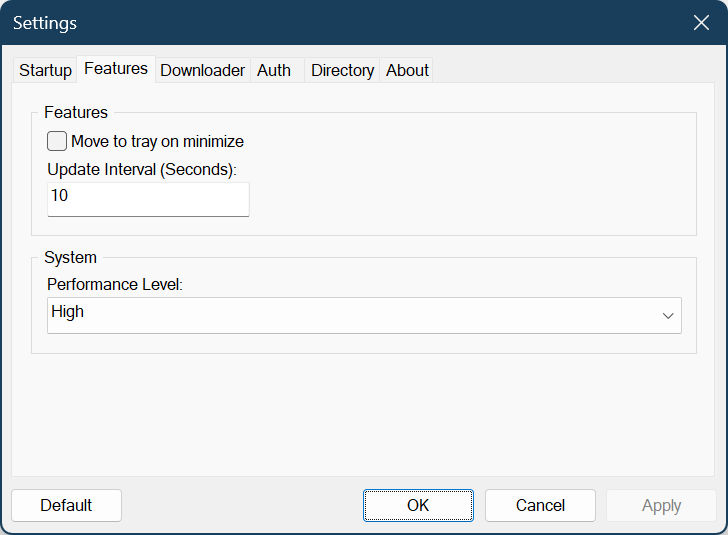 Settings
Startup Features Downloader Auth Directory About
Features
Move to tray on minimize
Update Interval (Seconds):
10
System
Performance Level:
High
Default OK Cancel Apply